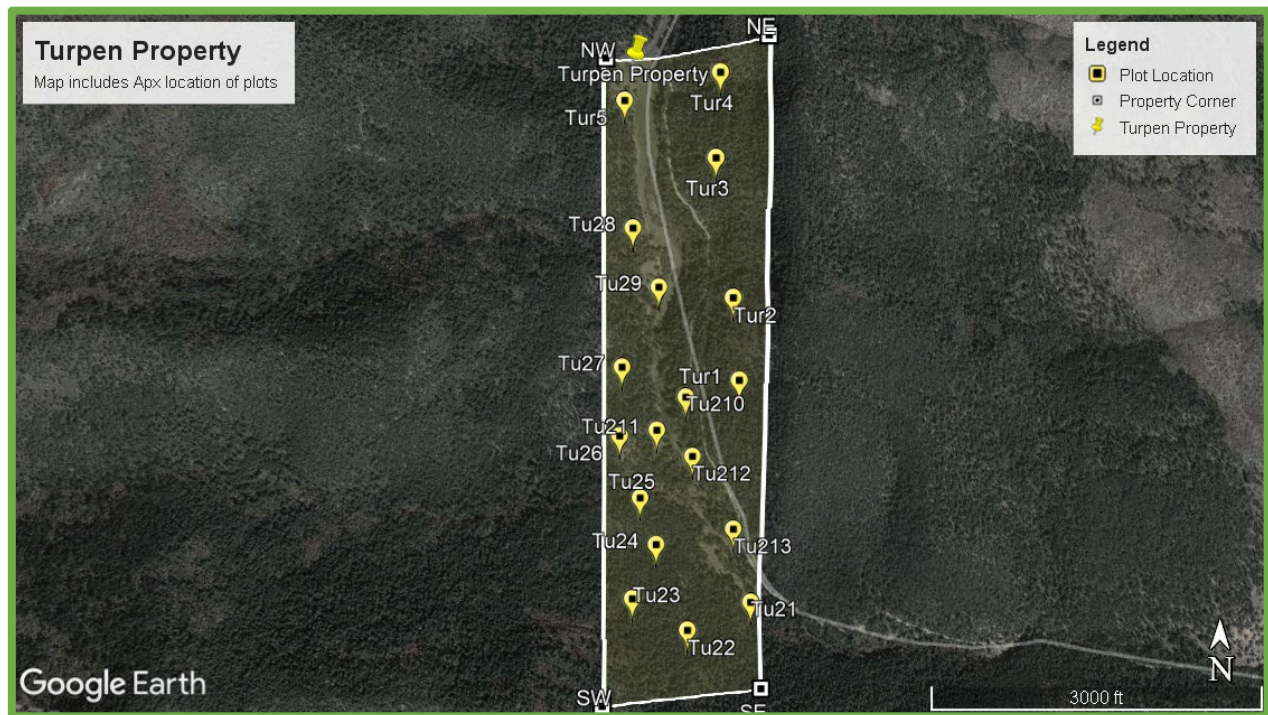 Turpen Property
Map includes Apx location of plots
NW
NE
Turpen Property
Legend
Plot Location
Property Corner
Turpen Property
Tur4
Tur5
Tur3
Tu28
Tu29
Tur2
Tu27
Tur1
Tu210
Tu211
Tu26
Tu212
Tu25
Tu24
Tu213
Tu23
Tu21
Tu22
Google Earth
SW
SE
N
3000 ft